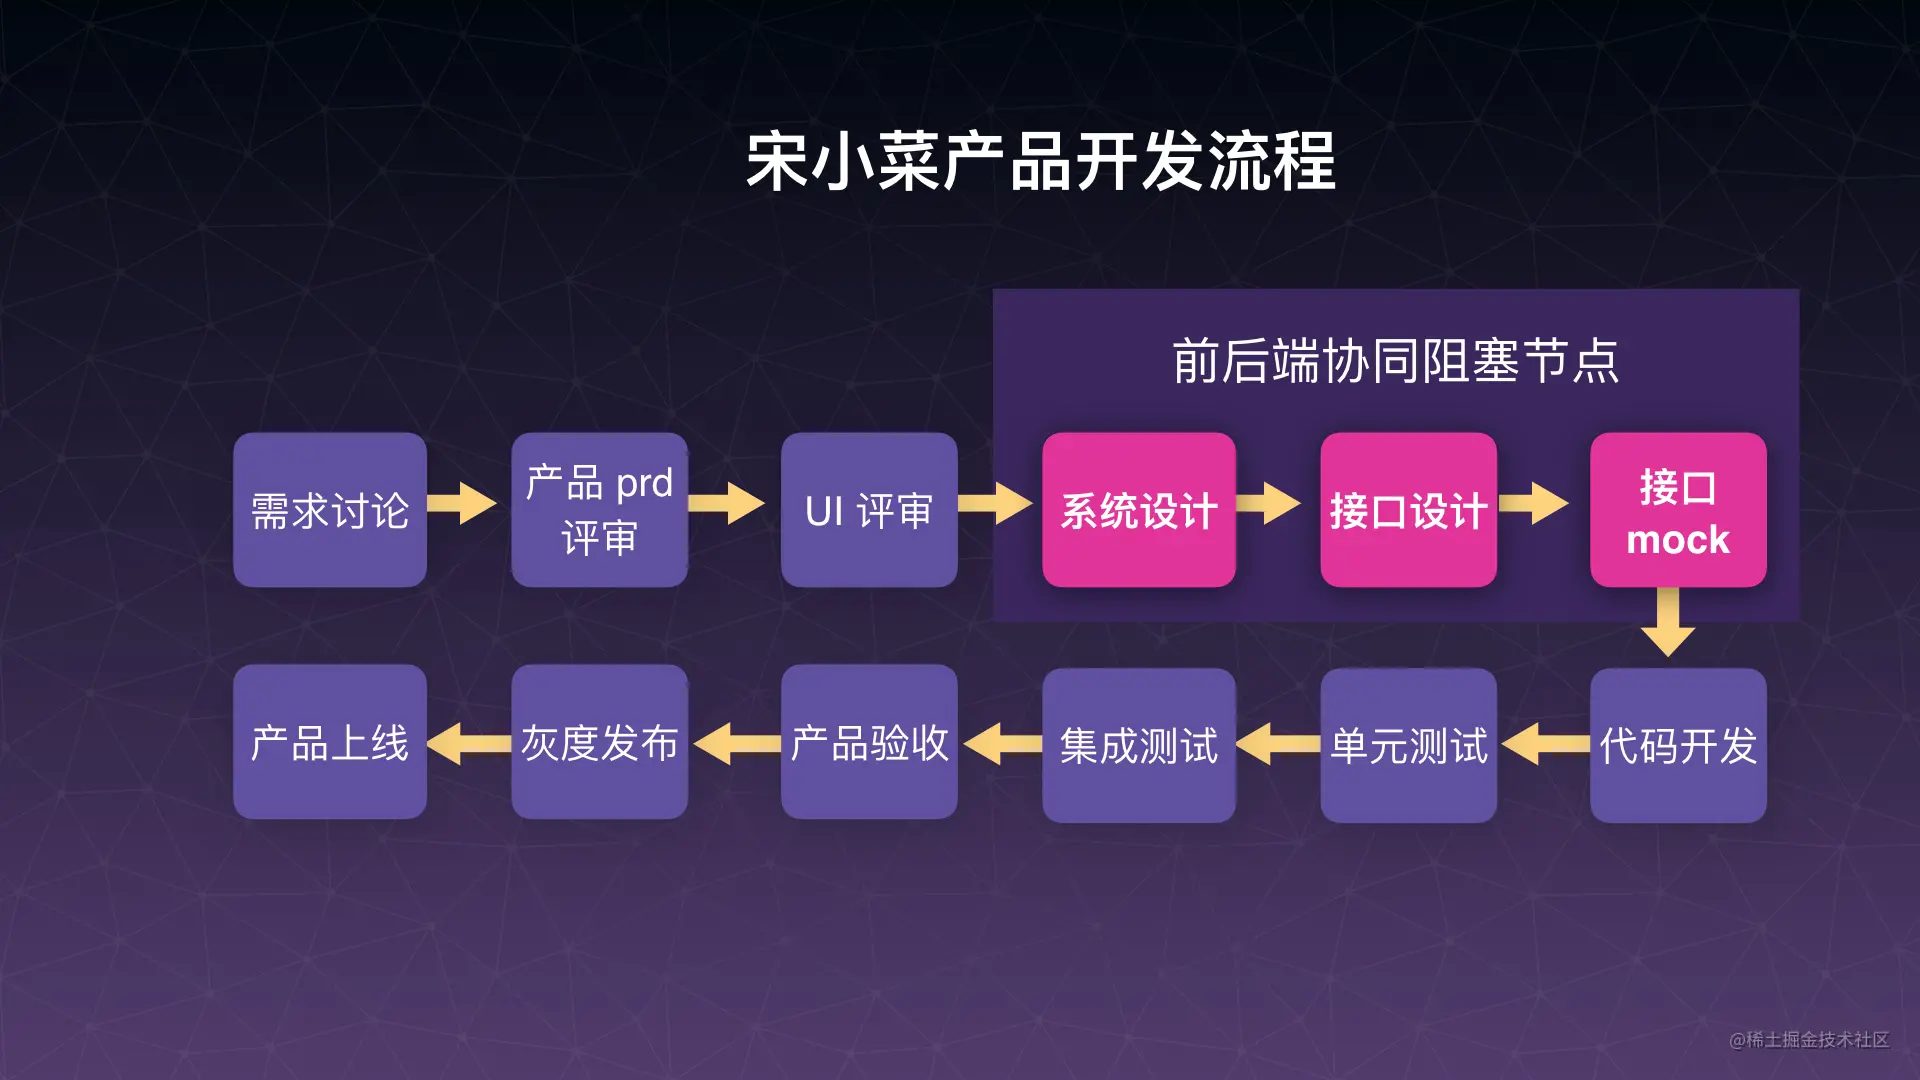 宋小菜产品开发流程
前后端协同阻塞节点
需求讨论
产品 prd
评审
UI 评审
系统设计
接口设计
接口
mock
产品上线
灰度发布
产品验收
集成测试
单元测试
代码开发
@稀土掘金技术社区